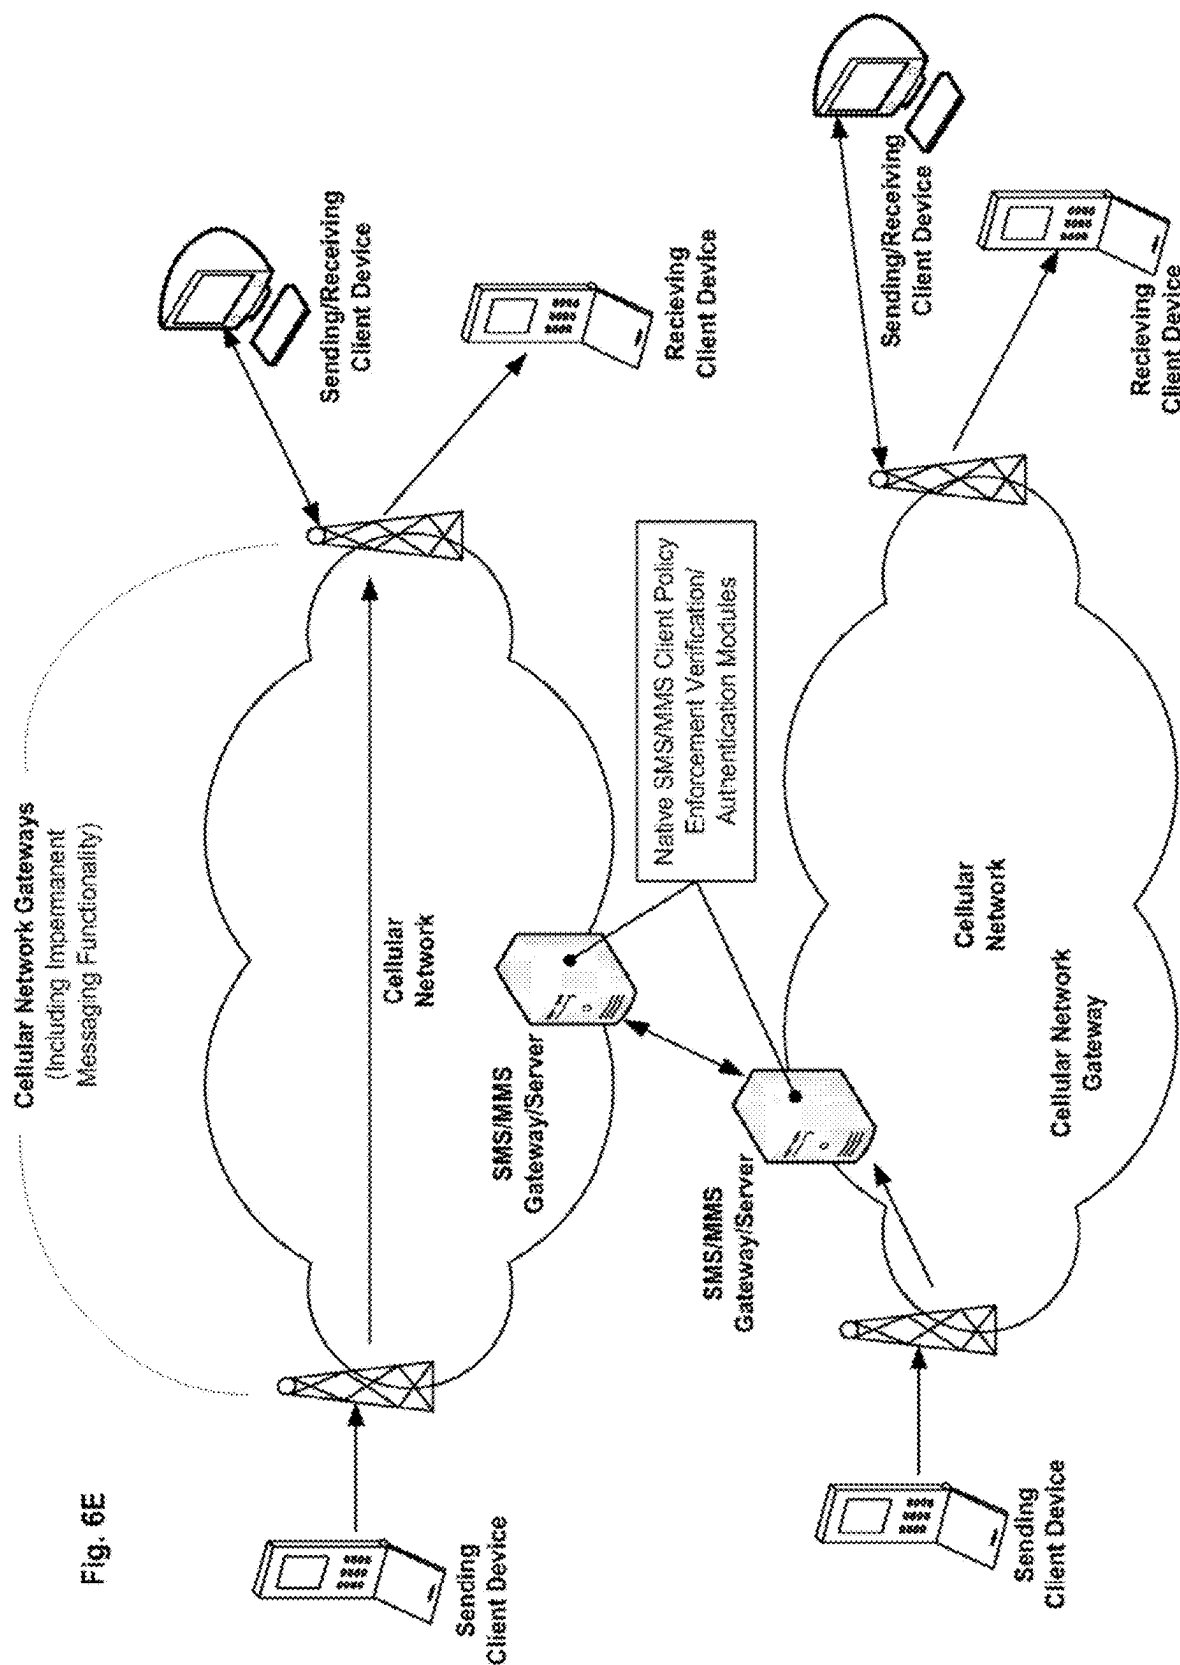 Fig. 6E
Cellular Network Gateways
(Including Impermanent
Messaging Functionality)
Sending
Client Device
Cellular
Network
Sending/Receiving
Client Device
Recieving
Client Device
SMS/MMS
Gateway/Server
Native SMS/MMS Client Policy
Enforcement Verification/
Authentication Modules
SMS/MMS
Gateway/Server
Sending
Client Device
Cellular
Network
Cellular Network
Gateway
Sending/Receiving
Client Device
Recieving
Client Device